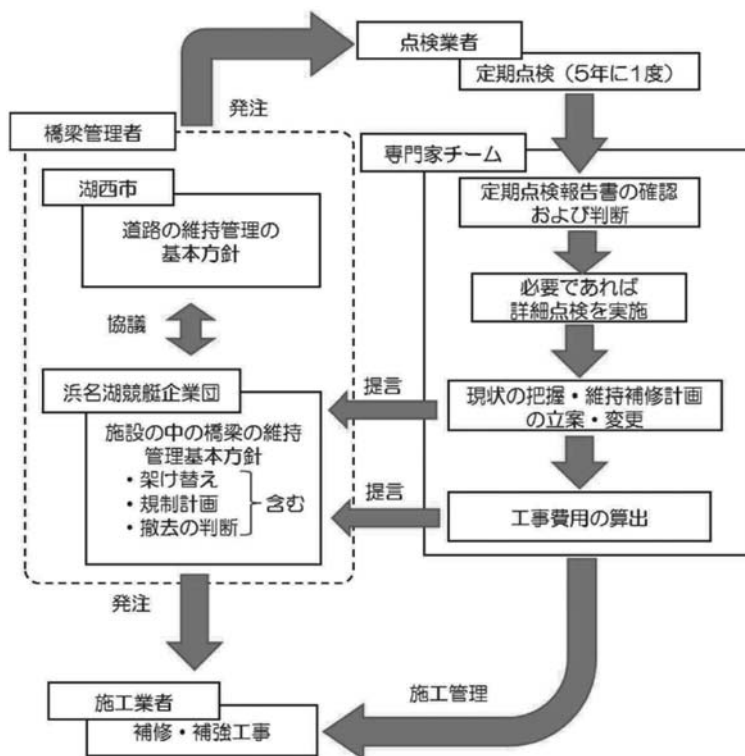 点検業者
定期点検（5年に1度）
発注
橋梁管理者
専門家チーム
湖西市
道路の維持管理の
基本方針
定期点検報告書の確認
および判断
必要であれば
詳細点検を実施
協議
浜名湖競艇企業団
提言
現状の把握・維持補修計画
の立案・変更
施設の中の橋梁の維持
管理基本方針
・架け替え
・規制計画
・撤去の判断
含む
提言
工事費用の算出
発注
施工業者
補修・補強工事
施工管理